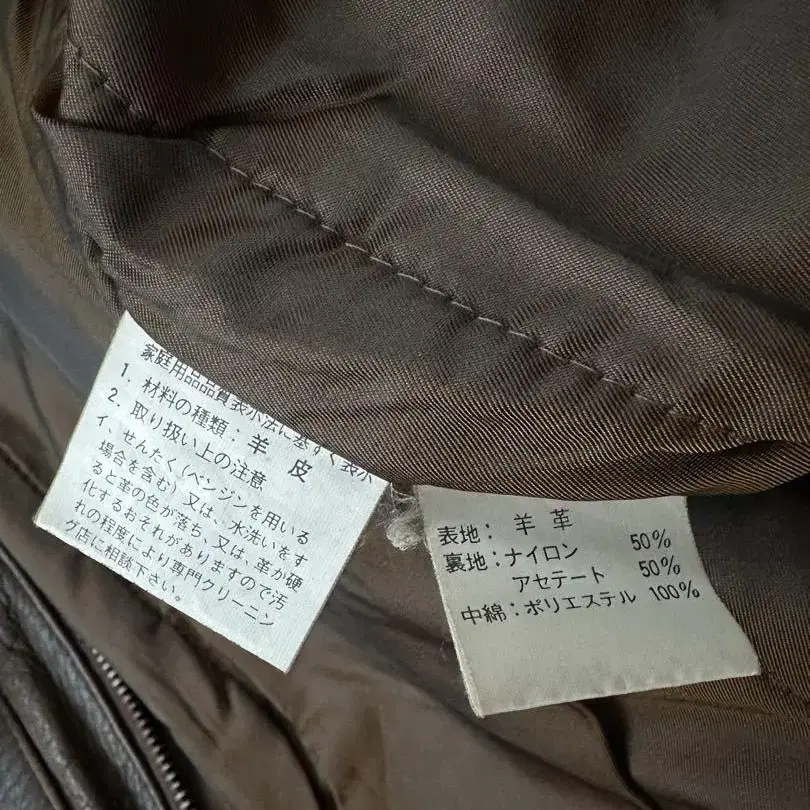 家庭用品品質表示法に基ずく表示
1．材料の種類：羊 皮
2．取り扱い上の注意
イ、せんたく(ベンジンを用いる
場合を含む)又は、水洗いをす
ると革の色が落ち、又は、革が硬
化するおそれがありますので汚
れの程度により専門クリーニン
グ店に相談下さい。
表地：羊革
裏地：ナイロン 50％
アセテート 50％
中綿：ポリエステル 100％